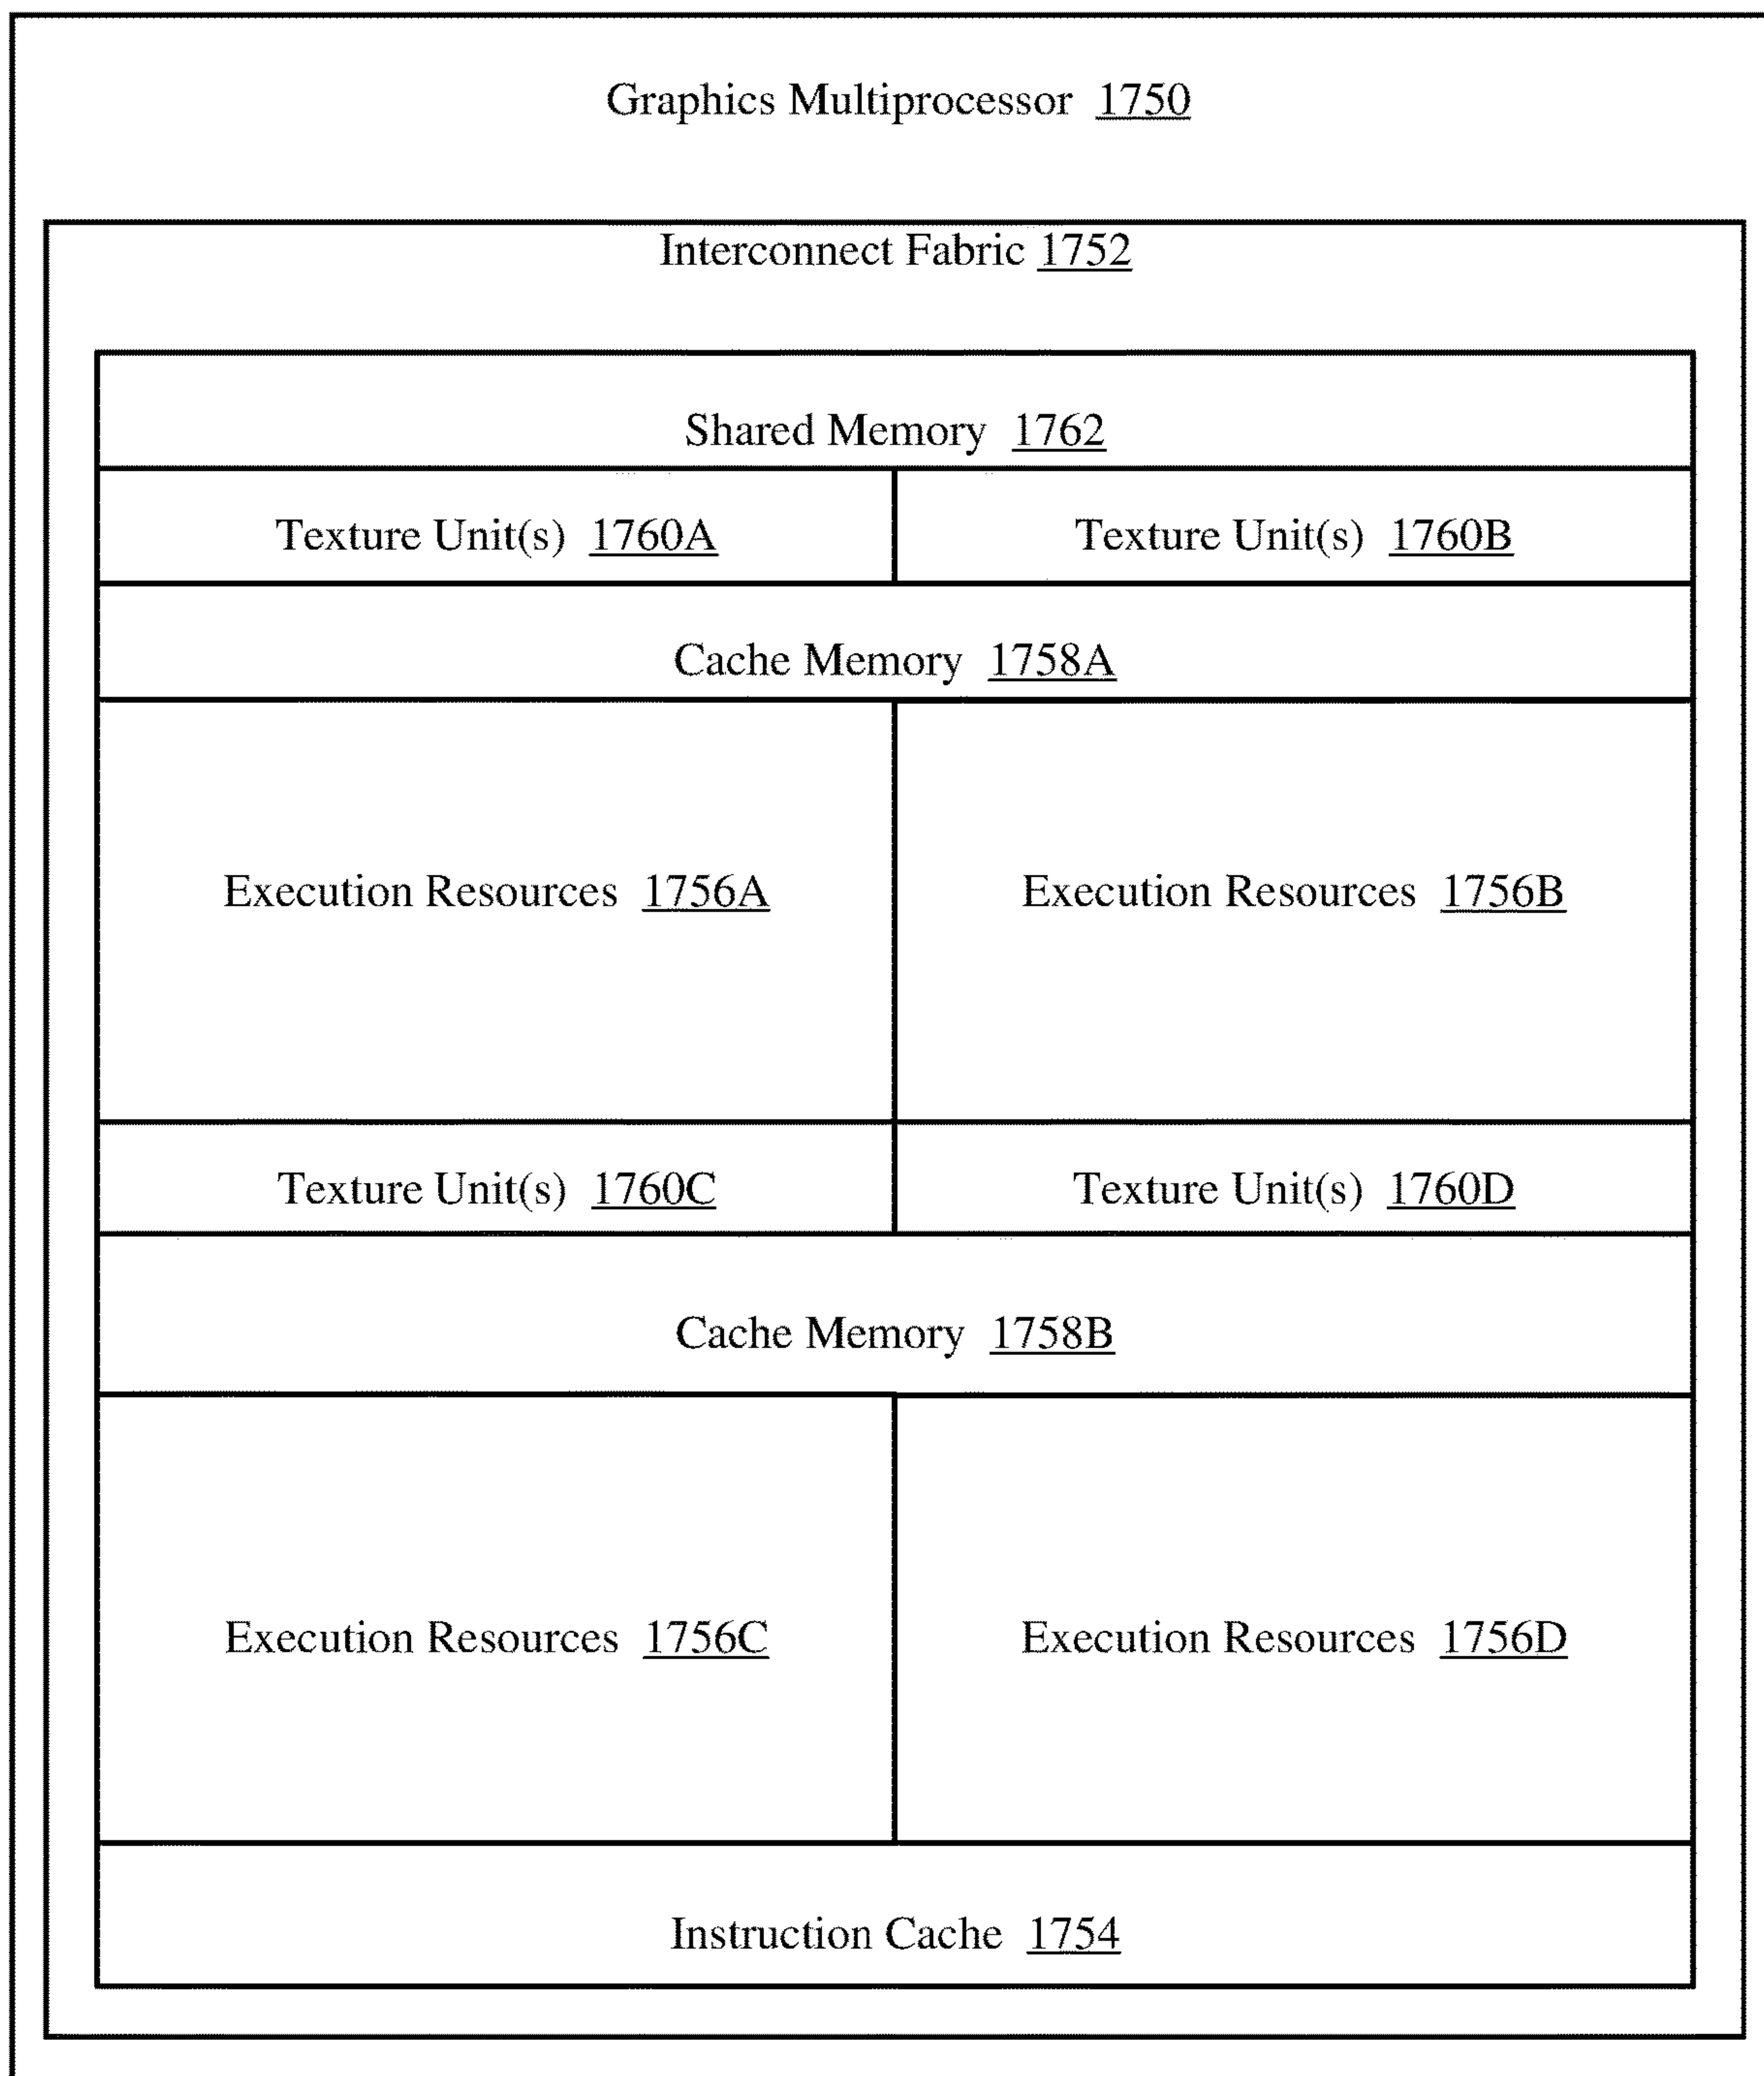 Graphics Multiprocessor 1750
Interconnect Fabric 1752
Shared Memory 1762
Texture Unit(s) 1760A
Texture Unit(s) 1760B
Cache Memory 1758A
Execution Resources 1756A
Execution Resources 1756B
Texture Unit(s) 1760C
Texture Unit(s) 1760D
Cache Memory 1758B
Execution Resources 1756C
Execution Resources 1756D
Instruction Cache 1754